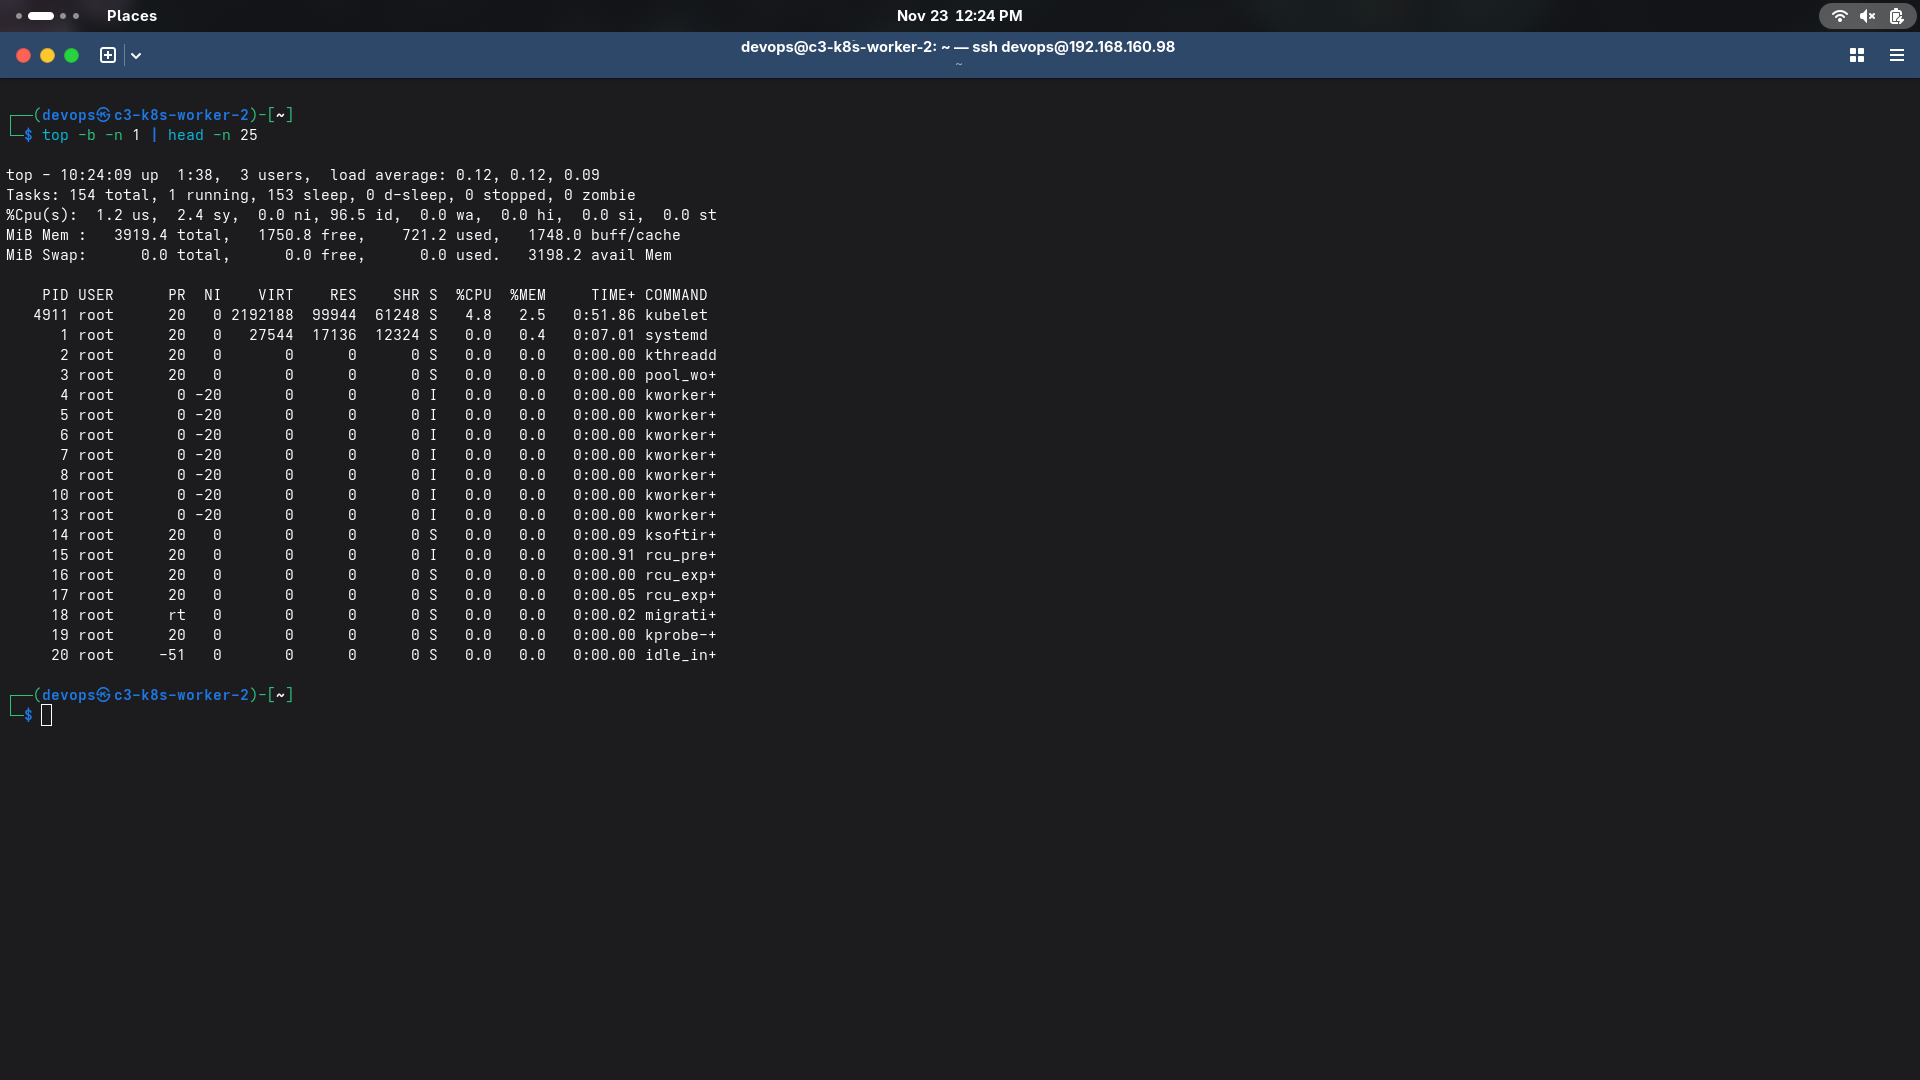 Places
Nov 23 12:24 PM
devops@c3-k8s-worker-2: ~ — ssh devops@192.168.160.98
~
┌──(devops㉿c3-k8s-worker-2)-[~]
└─$ top -b -n 1 | head -n 25
top - 10:24:09 up  1:38,  3 users,  load average: 0.12, 0.12, 0.09
Tasks: 154 total, 1 running, 153 sleep, 0 d-sleep, 0 stopped, 0 zombie
%Cpu(s):  1.2 us,  2.4 sy,  0.0 ni, 96.5 id,  0.0 wa,  0.0 hi,  0.0 si,  0.0 st
MiB Mem :   3919.4 total,   1750.8 free,    721.2 used,   1748.0 buff/cache
MiB Swap:      0.0 total,      0.0 free,      0.0 used.   3198.2 avail Mem
    PID USER      PR  NI    VIRT    RES    SHR S  %CPU  %MEM     TIME+ COMMAND
   4911 root      20   0 2192188  99944  61248 S   4.8   2.5   0:51.86 kubelet
      1 root      20   0   27544  17136  12324 S   0.0   0.4   0:07.01 systemd
      2 root      20   0       0      0      0 S   0.0   0.0   0:00.00 kthreadd
      3 root      20   0       0      0      0 S   0.0   0.0   0:00.00 pool_wo+
      4 root       0 -20       0      0      0 I   0.0   0.0   0:00.00 kworker+
      5 root       0 -20       0      0      0 I   0.0   0.0   0:00.00 kworker+
      6 root       0 -20       0      0      0 I   0.0   0.0   0:00.00 kworker+
      7 root       0 -20       0      0      0 I   0.0   0.0   0:00.00 kworker+
      8 root       0 -20       0      0      0 I   0.0   0.0   0:00.00 kworker+
     10 root       0 -20       0      0      0 I   0.0   0.0   0:00.00 kworker+
     13 root       0 -20       0      0      0 I   0.0   0.0   0:00.00 kworker+
     14 root      20   0       0      0      0 S   0.0   0.0   0:00.09 ksoftir+
     15 root      20   0       0      0      0 I   0.0   0.0   0:00.91 rcu_pre+
     16 root      20   0       0      0      0 S   0.0   0.0   0:00.00 rcu_exp+
     17 root      20   0       0      0      0 S   0.0   0.0   0:00.05 rcu_exp+
     18 root      rt   0       0      0      0 S   0.0   0.0   0:00.02 migrati+
     19 root      20   0       0      0      0 S   0.0   0.0   0:00.00 kprobe-+
     20 root     -51   0       0      0      0 S   0.0   0.0   0:00.00 idle_in+
┌──(devops㉿c3-k8s-worker-2)-[~]
└─$